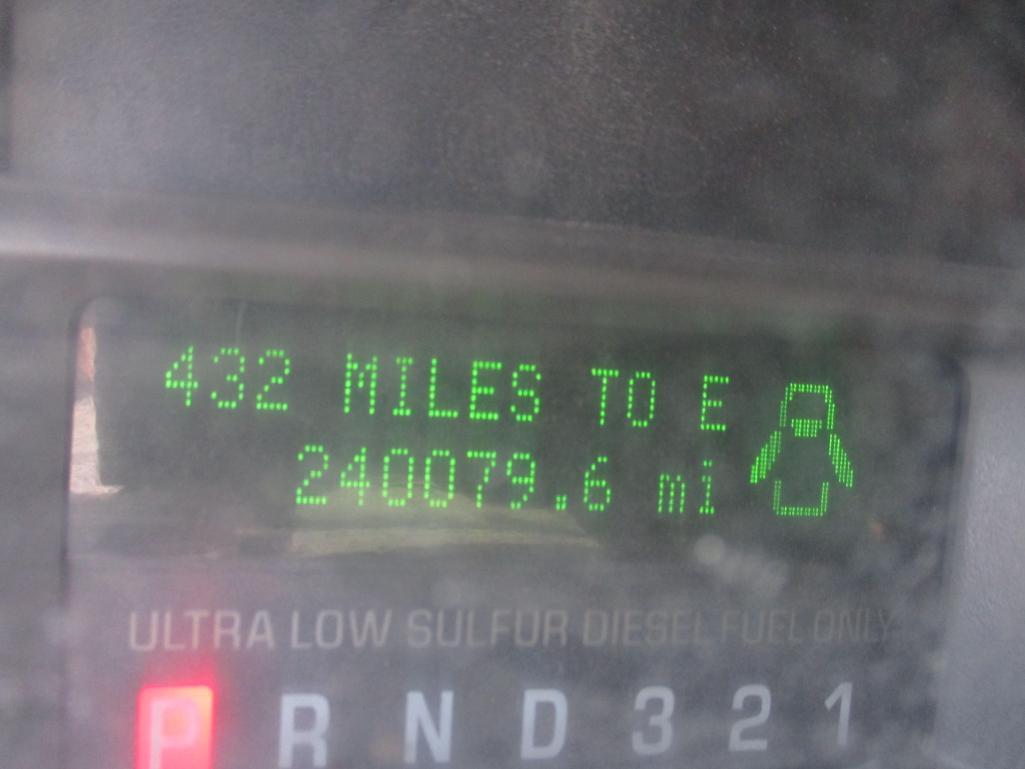 432 MILES TO E
240079.6 mi
ULTRA LOW SULFUR DIESEL FUEL ONLY
P R N D 3 2 1